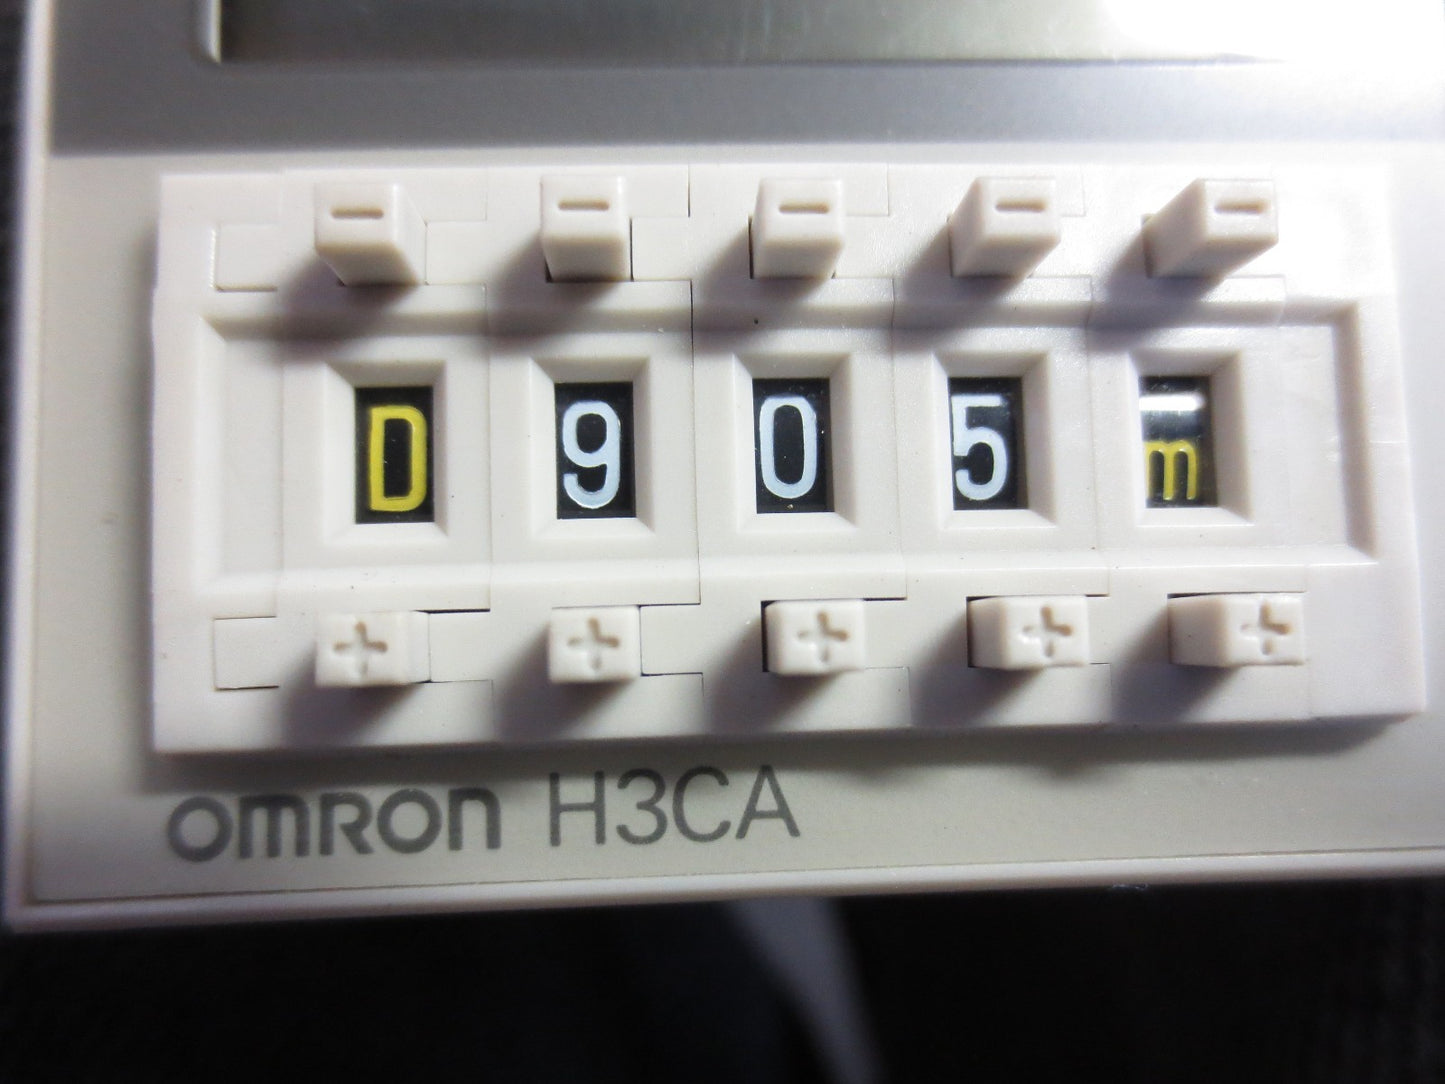 - - - - -
D 9 0 5 m
+ + + + +
OMRON H3CA